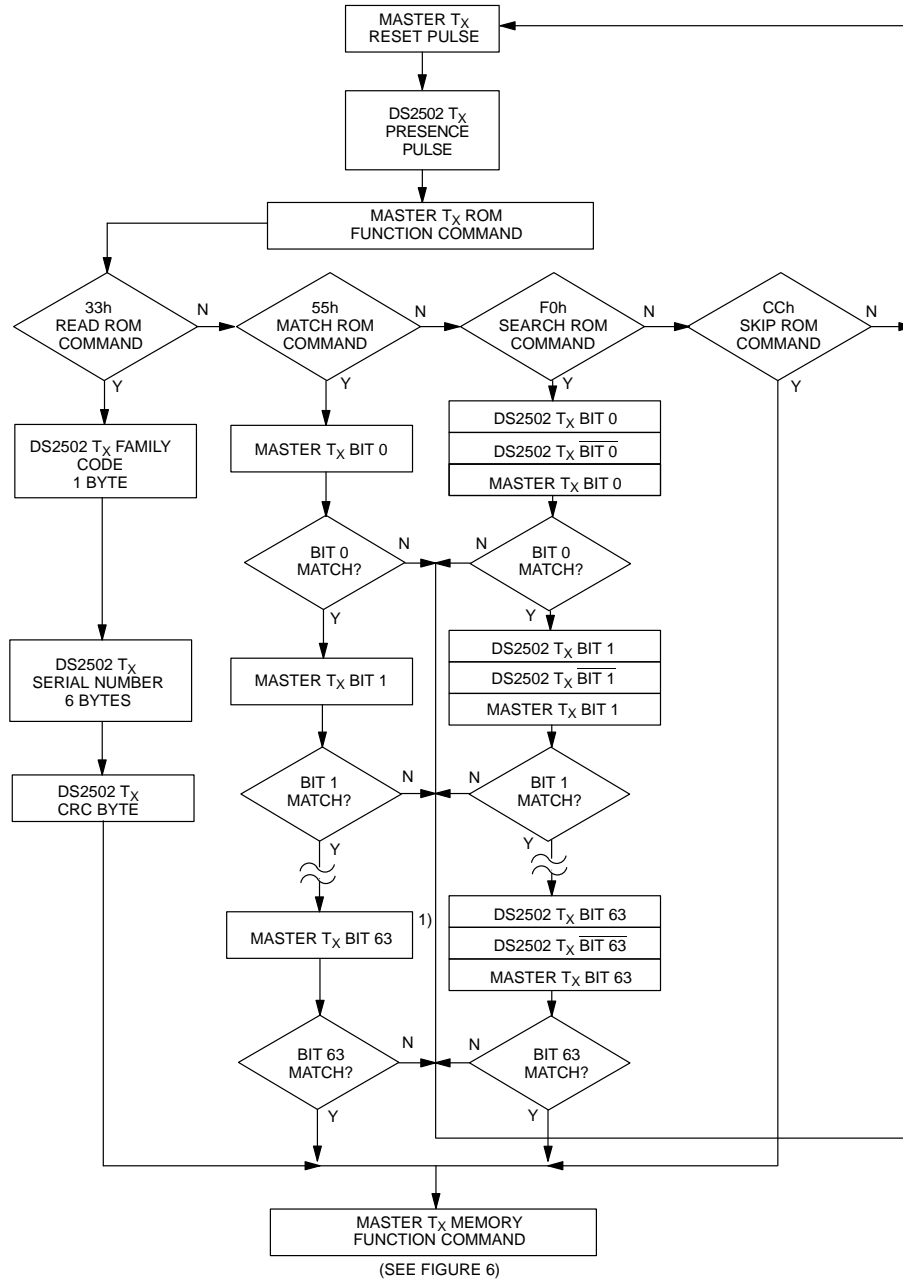 MASTER TX
RESET PULSE
DS2502 TX
PRESENCE
PULSE
MASTER TX ROM
FUNCTION COMMAND
33h
READ ROM
COMMAND
N
Y
55h
MATCH ROM
COMMAND
N
Y
F0h
SEARCH ROM
COMMAND
N
Y
CCh
SKIP ROM
COMMAND
N
Y
DS2502 TX FAMILY
CODE
1 BYTE
DS2502 TX
SERIAL NUMBER
6 BYTES
DS2502 TX
CRC BYTE
MASTER TX BIT 0
BIT 0
MATCH?
N
Y
MASTER TX BIT 1
BIT 1
MATCH?
N
Y
MASTER TX BIT 63
1)
BIT 63
MATCH?
N
Y
DS2502 TX BIT 0
DS2502 TX BIT 0
MASTER TX BIT 0
N
BIT 0
MATCH?
Y
DS2502 TX BIT 1
DS2502 TX BIT 1
MASTER TX BIT 1
N
BIT 1
MATCH?
Y
DS2502 TX BIT 63
DS2502 TX BIT 63
MASTER TX BIT 63
N
BIT 63
MATCH?
Y
MASTER TX MEMORY
FUNCTION COMMAND
(SEE FIGURE 6)